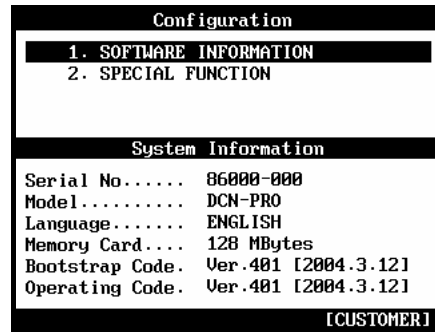 Configuration
1. SOFTWARE INFORMATION
2. SPECIAL FUNCTION
System Information
Serial No...... 86000-000
Model.......... DCN-PRO
Language....... ENGLISH
Memory Card.... 128 MBytes
Bootstrap Code. Ver.401 [2004.3.12]
Operating Code. Ver.401 [2004.3.12]
[CUSTOMER]